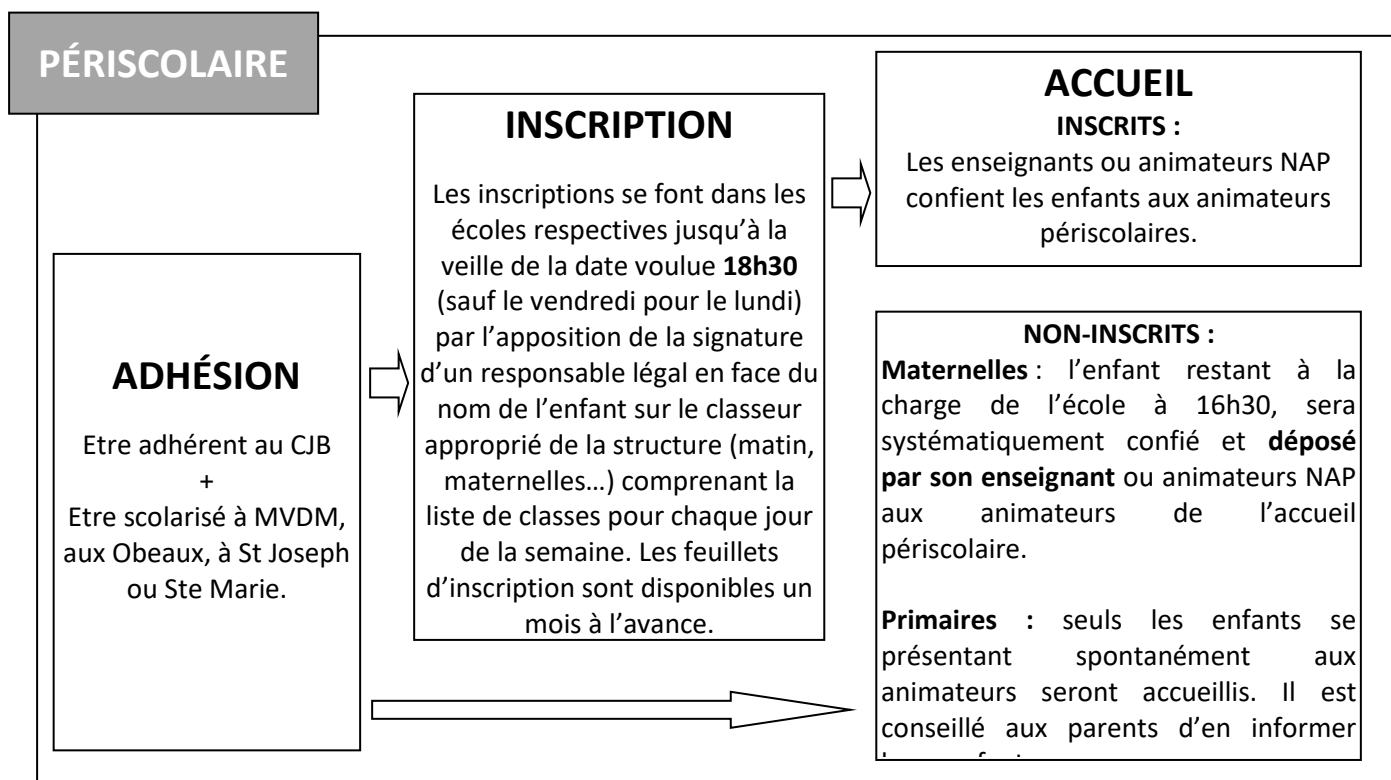 PÉRISCOLAIRE
ADHÉSION
Etre adhérent au CJB
+
Etre scolarisé à MVDM,
aux Obeaux, à St Joseph
ou Ste Marie.
INSCRIPTION
Les inscriptions se font dans les
écoles respectives jusqu’à la
veille de la date voulue 18h30
(sauf le vendredi pour le lundi)
par l’apposition de la signature
d’un responsable légal en face du
nom de l’enfant sur le classeur
approprié de la structure (matin,
maternelles…) comprenant la
liste de classes pour chaque jour
de la semaine. Les feuillets
d’inscription sont disponibles un
mois à l’avance.
ACCUEIL
INSCRITS :
Les enseignants ou animateurs NAP
confient les enfants aux animateurs
périscolaires.
NON-INSCRITS :
Maternelles : l’enfant restant à la
charge de l’école à 16h30, sera
systématiquement confié et déposé
par son enseignant ou animateurs NAP
aux animateurs de l’accueil
périscolaire.
Primaires : seuls les enfants se
présentant spontanément aux
animateurs seront accueillis. Il est
conseillé aux parents d’en informer